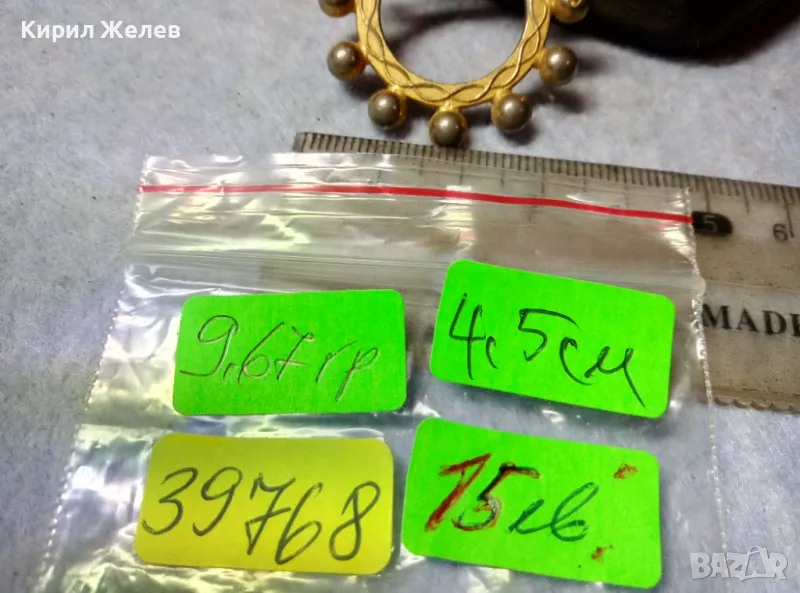 Кирил Желев
5 6
MADE
9,67 гр
4,5 см
39768
15 лв.
BAZAR